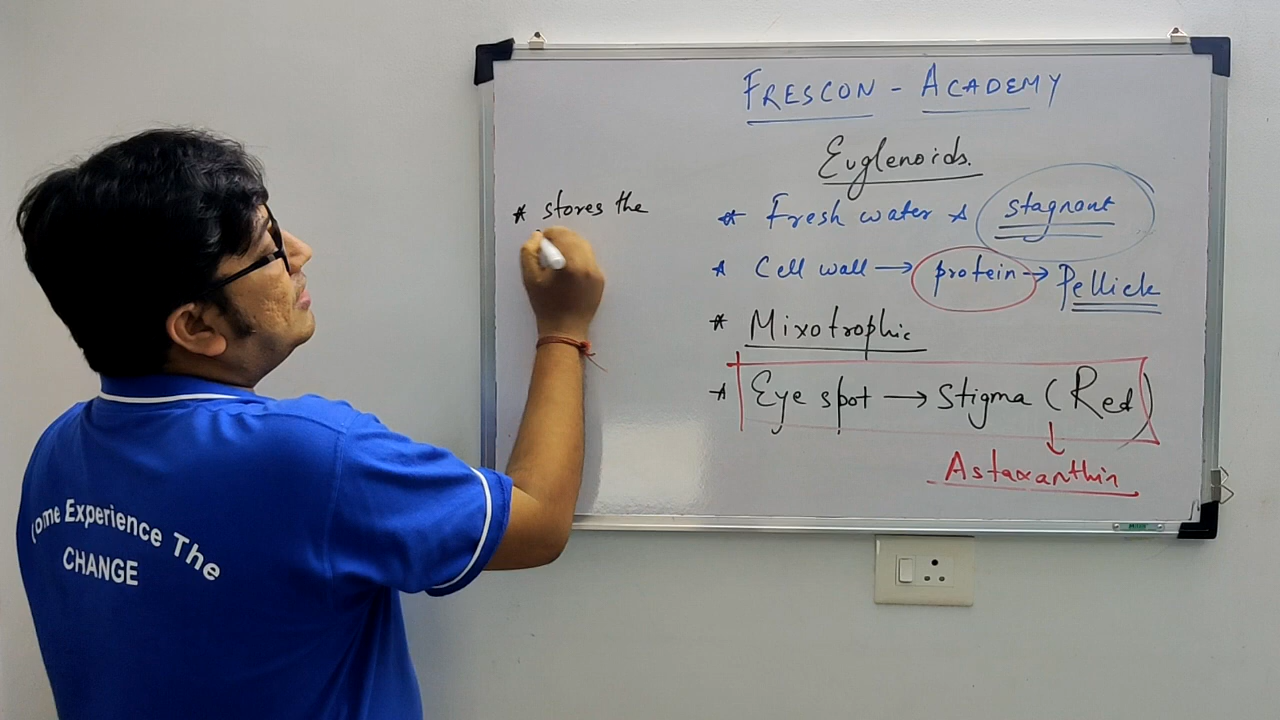 FRESCON - ACADEMY
Euglenoids.
* stores the
* Fresh water * stagnant
* Cell wall → protein → Pellicle
* Mixotrophic
* Eye spot → Stigma (Red)
↓
Astaxanthin
Come Experience The
CHANGE